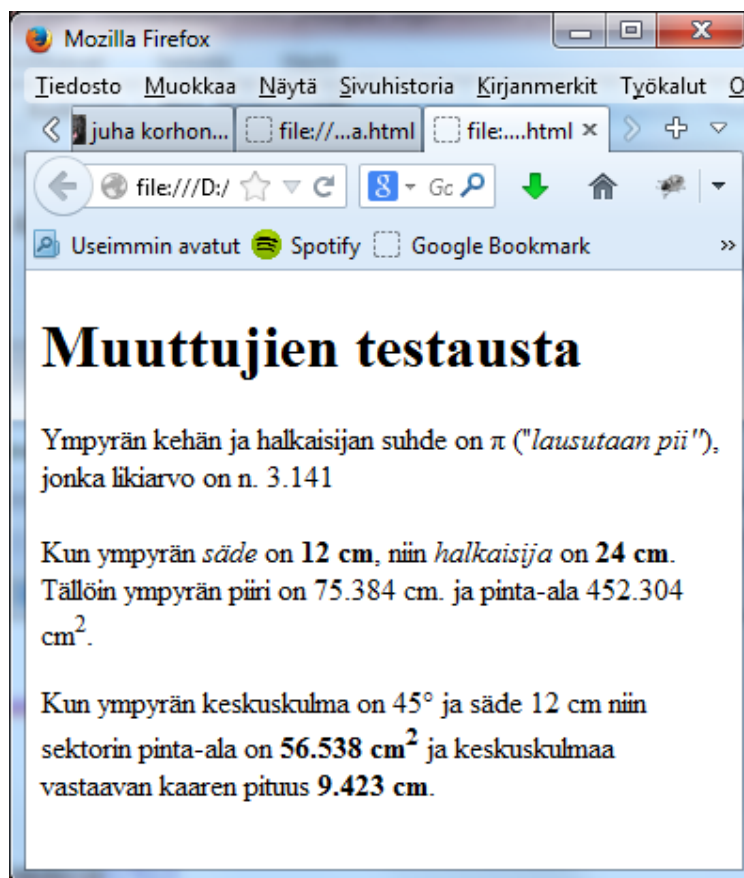 Mozilla Firefox
Tiedosto Muokkaa Näytä Sivuhistoria Kirjanmerkit Työkalut O
juha korhon... file://...a.html file:....html
file:///D:/ Gc
Useimmin avatut Spotify Google Bookmark »
Muuttujien testausta
Ympyrän kehän ja halkaisijan suhde on π ("lausutaan pii"),
jonka likiarvo on n. 3.141
Kun ympyrän säde on 12 cm, niin halkaisija on 24 cm.
Tällöin ympyrän piiri on 75.384 cm. ja pinta-ala 452.304
cm².
Kun ympyrän keskuskulma on 45° ja säde 12 cm niin
sektorin pinta-ala on 56.538 cm² ja keskuskulmaa
vastaavan kaaren pituus 9.423 cm.